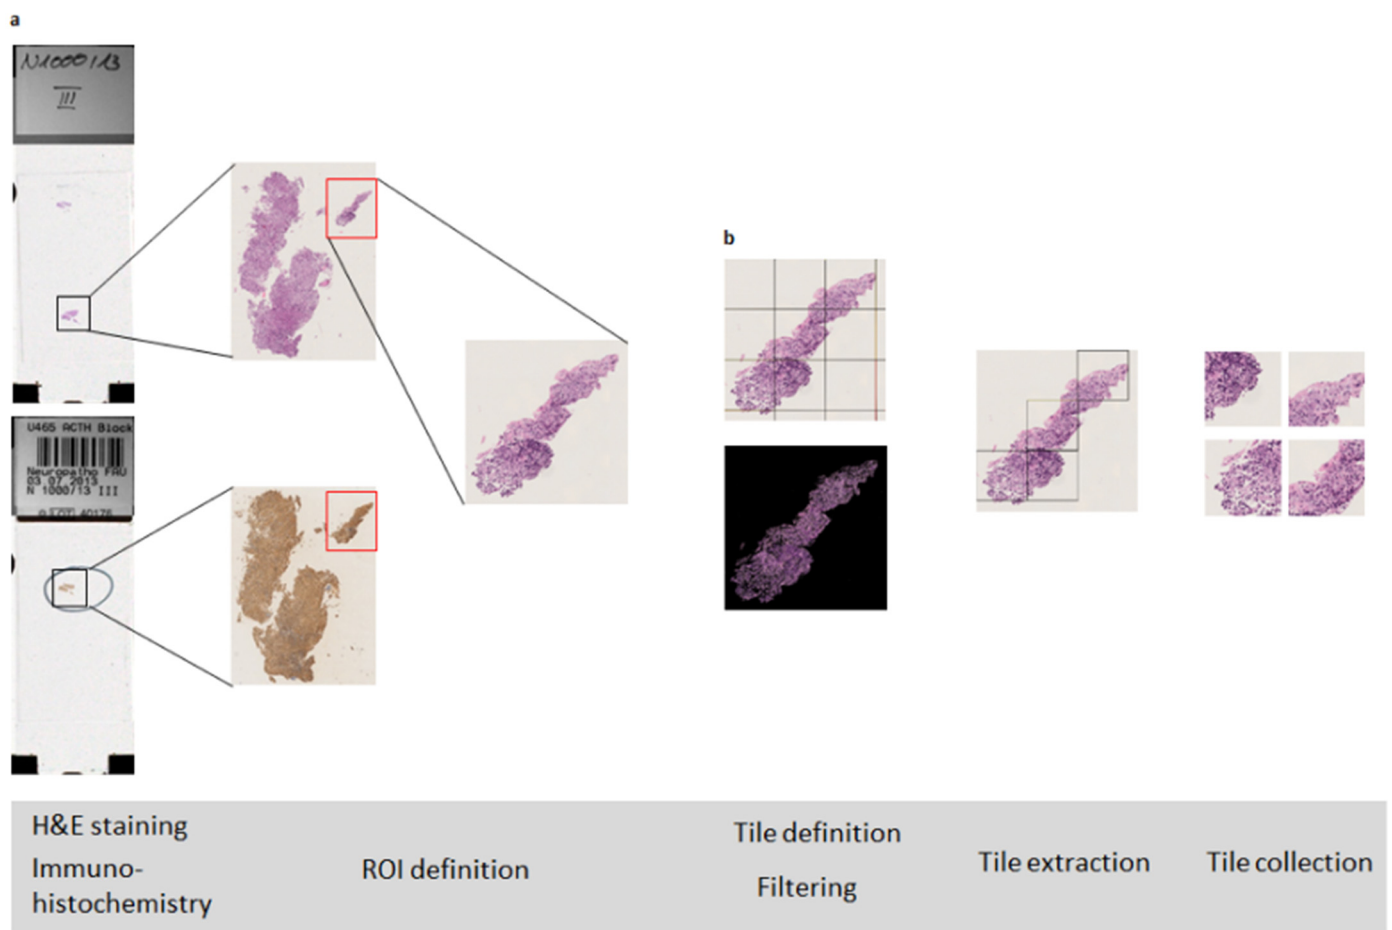 a
N1000/13
III
U465 ACTH Block
Neuropatho FAU
03.07.2013
N 1000/13 III
b
H&E staining
Immuno-
histochemistry
ROI definition
Tile definition
Filtering
Tile extraction
Tile collection